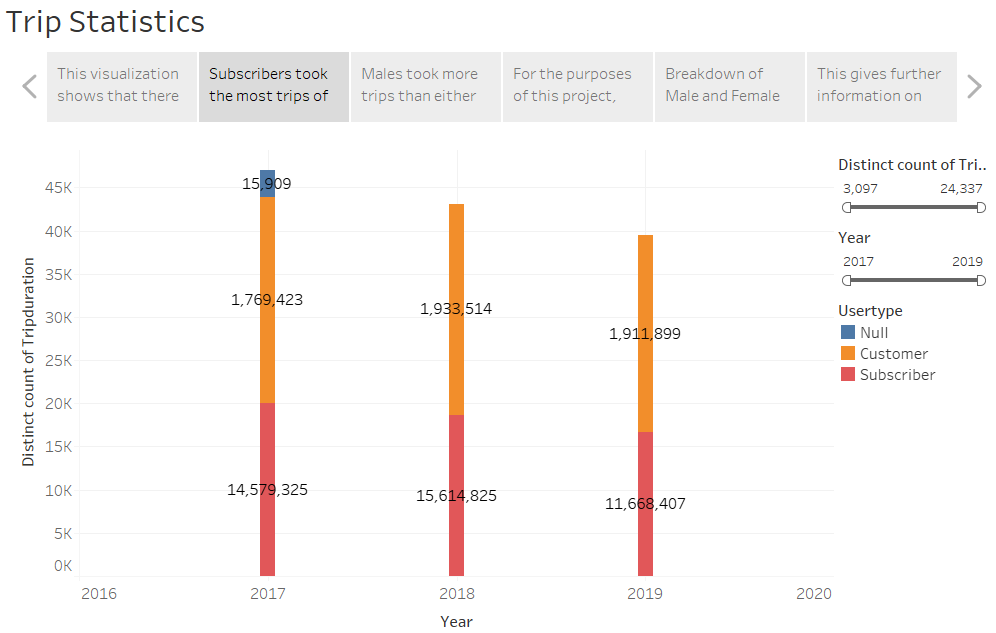 Trip Statistics
This visualization
shows that there
Subscribers took
the most trips of
Males took more
trips than either
For the purposes
of this project,
Breakdown of
Male and Female
This gives further
information on
Distinct count of Tripduration
45K
40K
35K
30K
25K
20K
15K
10K
5K
0K
15,909
1,769,423
14,579,325
1,933,514
15,614,825
1,911,899
11,668,407
2016 2017 2018 2019 2020
Year
Distinct count of Tri..
3,097 24,337
Year
2017 2019
Usertype
Null
Customer
Subscriber